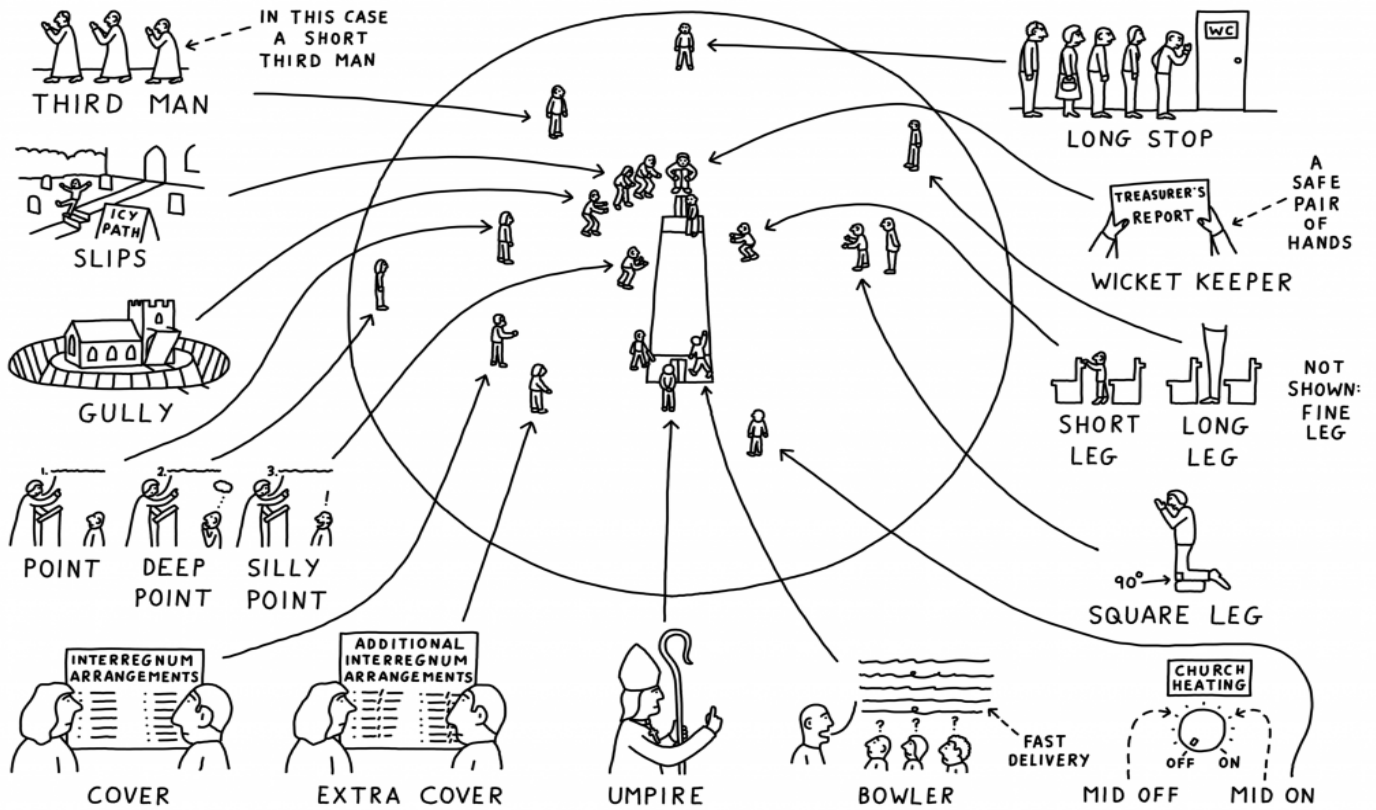 IN THIS CASE
A SHORT
THIRD MAN
THIRD MAN
WC
LONG STOP
ICY
PATH
SLIPS
TREASURER'S
REPORT
A
SAFE
PAIR
OF
HANDS
WICKET KEEPER
GULLY
SHORT
LEG
LONG
LEG
NOT
SHOWN:
FINE
LEG
1.
2.
3.
!
POINT
DEEP
POINT
SILLY
POINT
90°
SQUARE LEG
INTERREGNUM
ARRANGEMENTS
COVER
ADDITIONAL
INTERREGNUM
ARRANGEMENTS
EXTRA COVER
UMPIRE
? ? ?
FAST
DELIVERY
BOWLER
CHURCH
HEATING
OFF ON
MID OFF MID ON